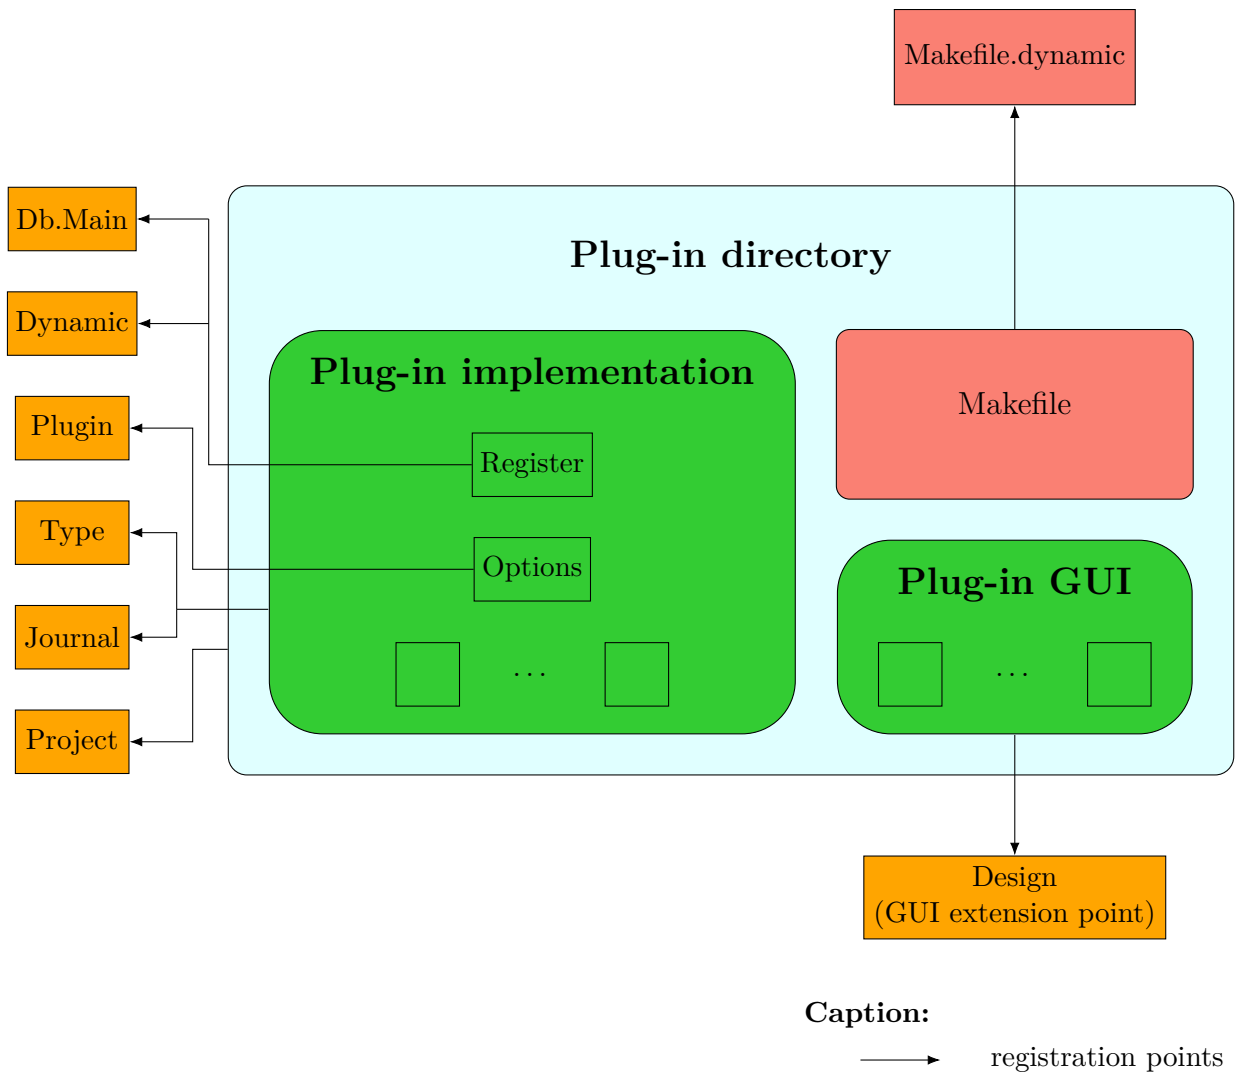 Makefile.dynamic
Db.Main
Plug-in directory
Dynamic
Plug-in implementation
Makefile
Plugin
Register
Type
Options
Plug-in GUI
Journal
...
...
Project
Design
(GUI extension point)
Caption:
registration points